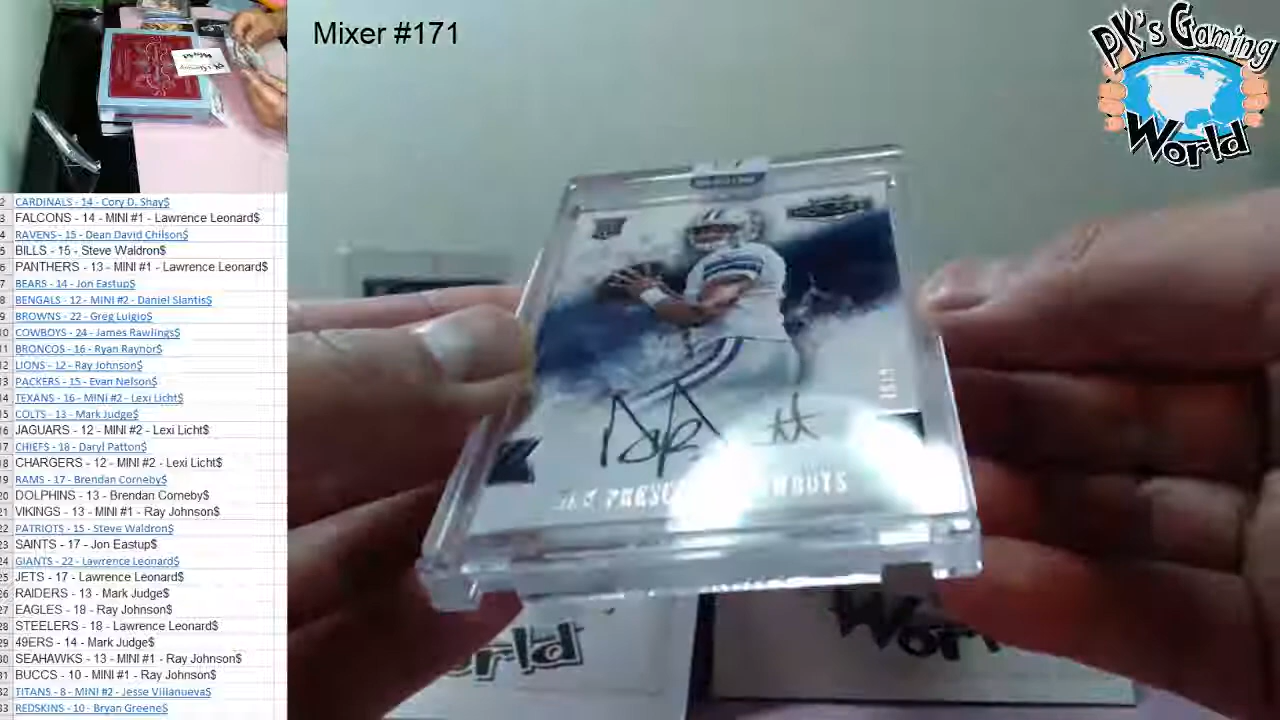 Mixer #171
PK's Gaming
World
2 CARDINALS - 14 - Cory D. Shay$
3 FALCONS - 14 - MINI #1 - Lawrence Leonard$
4 RAVENS - 15 - Dean David Chilson$
5 BILLS - 15 - Steve Waldron$
6 PANTHERS - 13 - MINI #1 - Lawrence Leonard$
7 BEARS - 14 - Jon Eastup$
8 BENGALS - 12 - MINI #2 - Daniel Slantis$
9 BROWNS - 22 - Greg Luigio$
10 COWBOYS - 24 - James Rawlings$
11 BRONCOS - 16 - Ryan Raynor$
12 LIONS - 12 - Ray Johnson$
13 PACKERS - 15 - Evan Nelson$
14 TEXANS - 16 - MINI #2 - Lexi Licht$
15 COLTS - 13 - Mark Judge$
16 JAGUARS - 12 - MINI #2 - Lexi Licht$
17 CHIEFS - 18 - Daryl Patton$
18 CHARGERS - 12 - MINI #2 - Lexi Licht$
19 RAMS - 17 - Brendan Corneby$
20 DOLPHINS - 13 - Brendan Corneby$
21 VIKINGS - 13 - MINI #1 - Ray Johnson$
22 PATRIOTS - 15 - Steve Waldron$
23 SAINTS - 17 - Jon Eastup$
24 GIANTS - 22 - Lawrence Leonard$
25 JETS - 17 - Lawrence Leonard$
26 RAIDERS - 13 - Mark Judge$
27 EAGLES - 18 - Ray Johnson$
28 STEELERS - 18 - Lawrence Leonard$
29 49ERS - 14 - Mark Judge$
30 SEAHAWKS - 13 - MINI #1 - Ray Johnson$
31 BUCCS - 10 - MINI #1 - Ray Johnson$
32 TITANS - 8 - MINI #2 - Jesse Villanueva$
33 REDSKINS - 10 - Bryan Greene$
RC
World